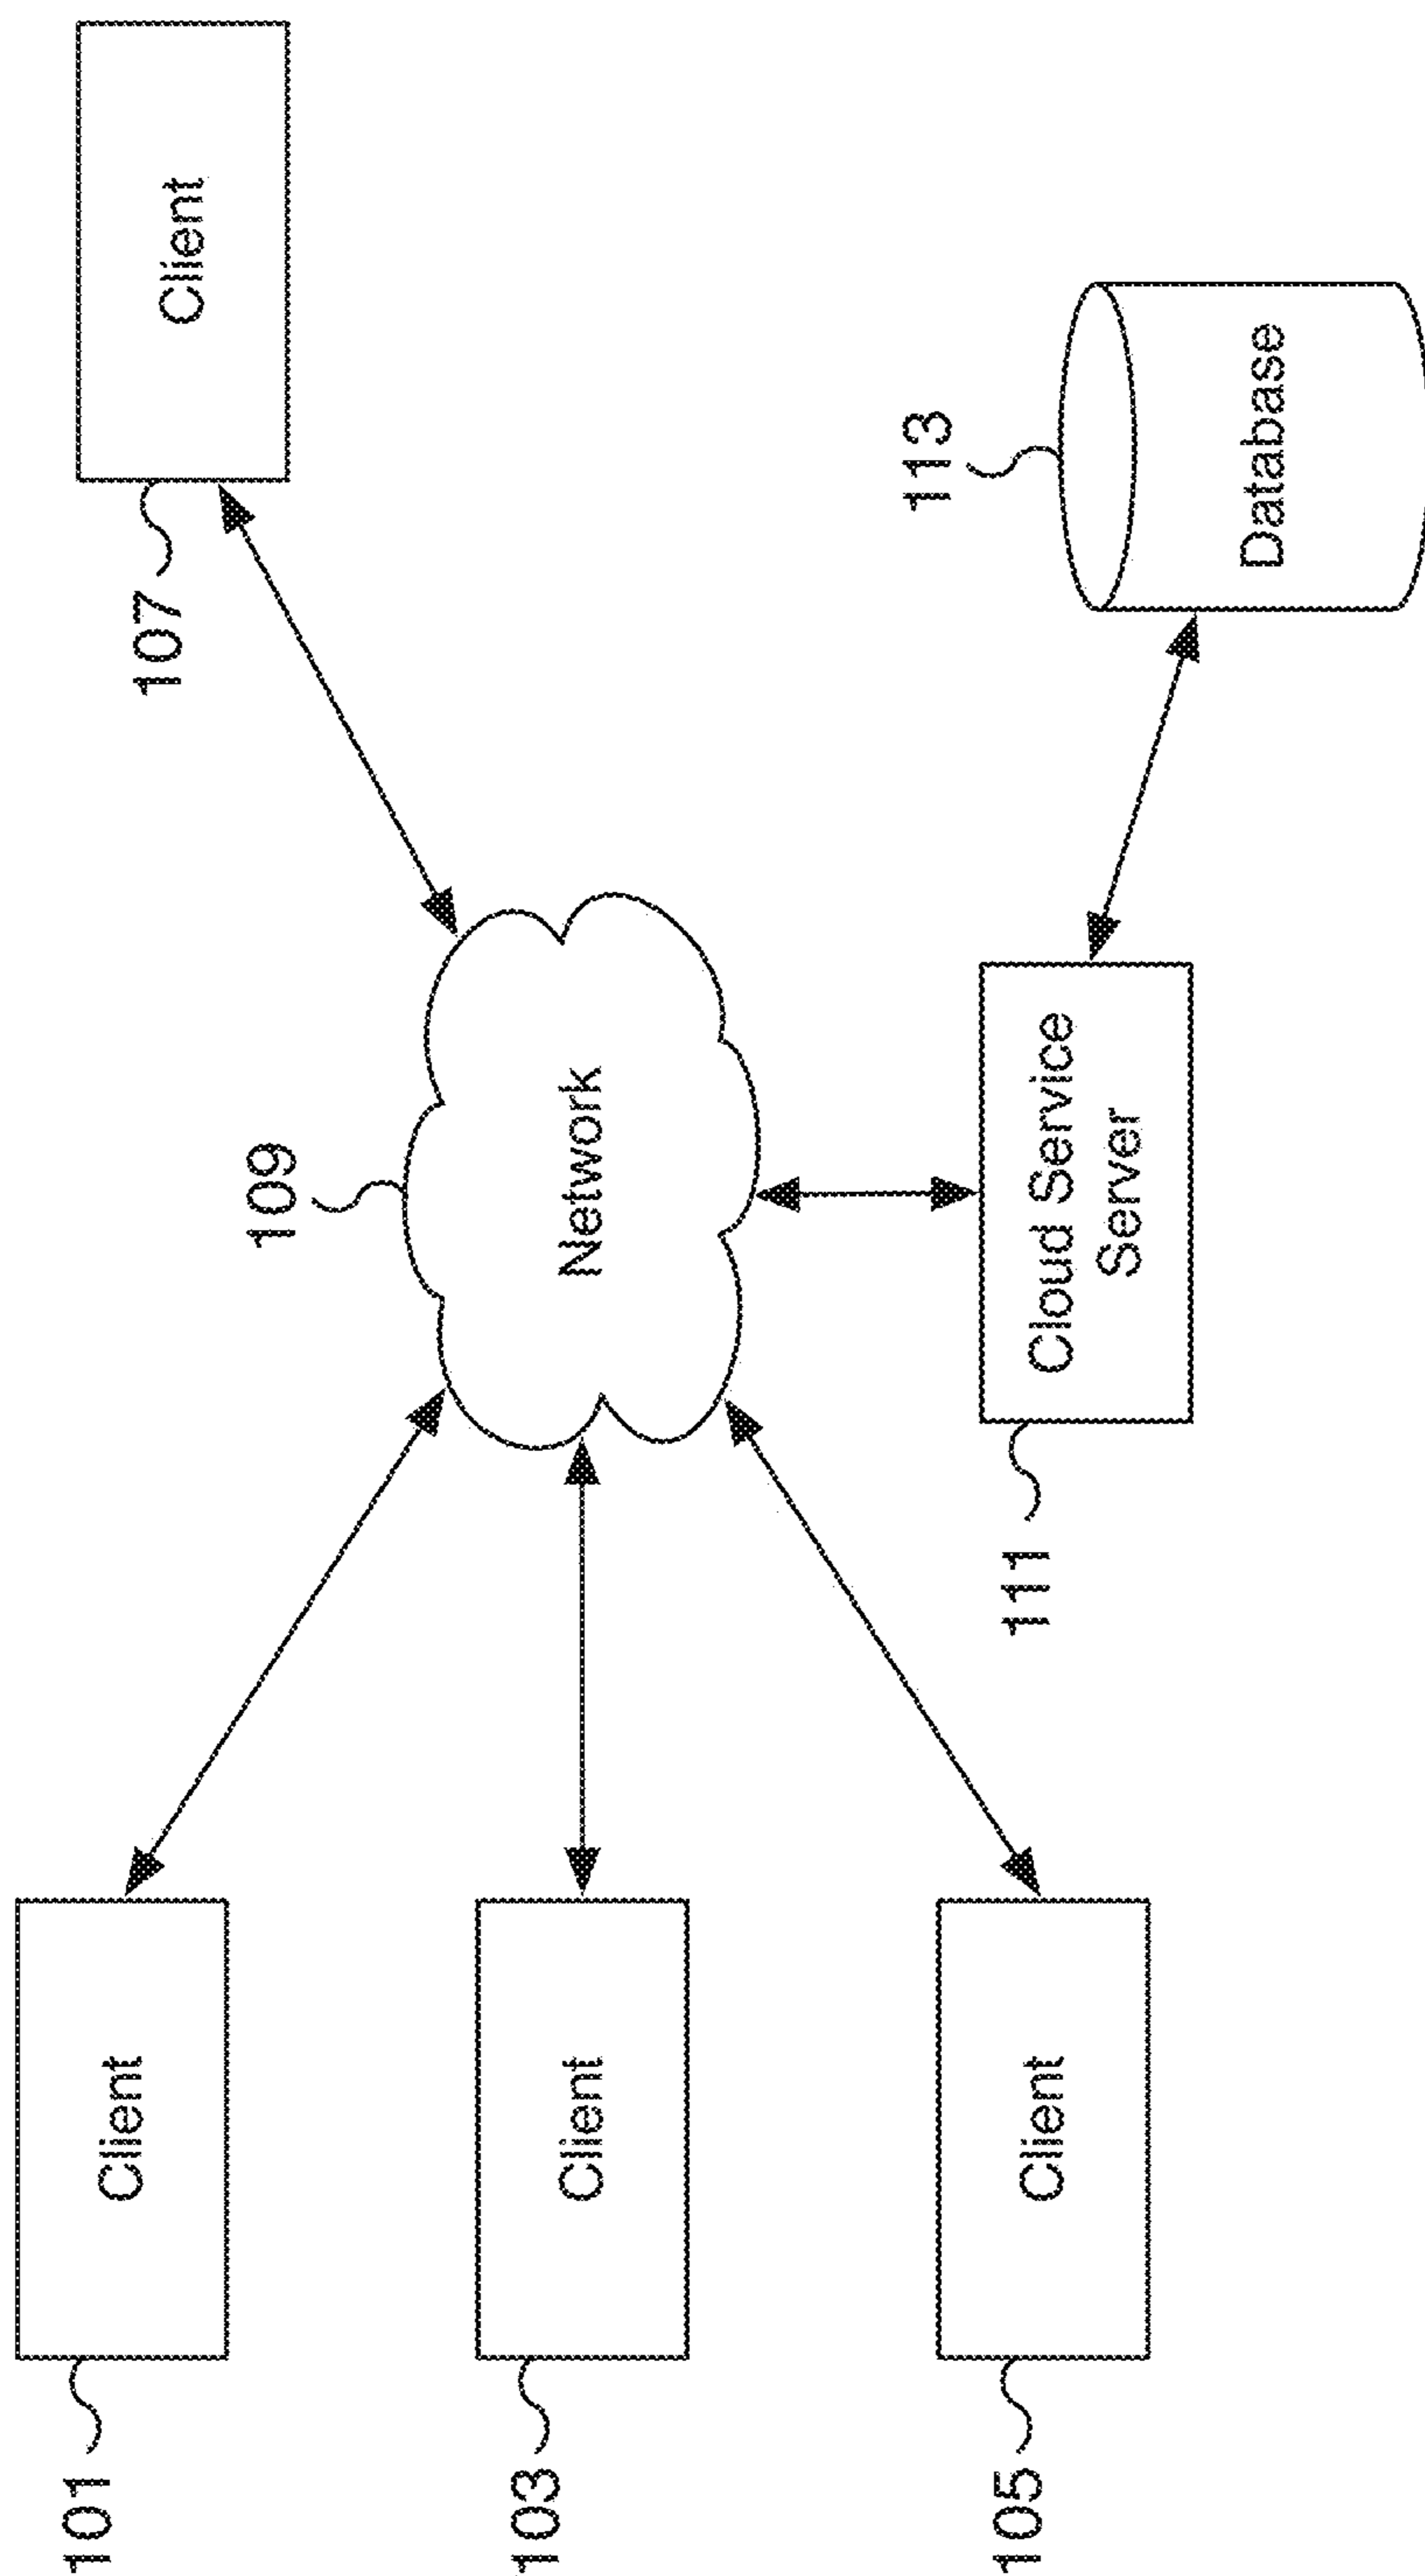 101
Client
103
Client
105
Client
109
Network
107
Client
111
Cloud Service
Server
113
Database